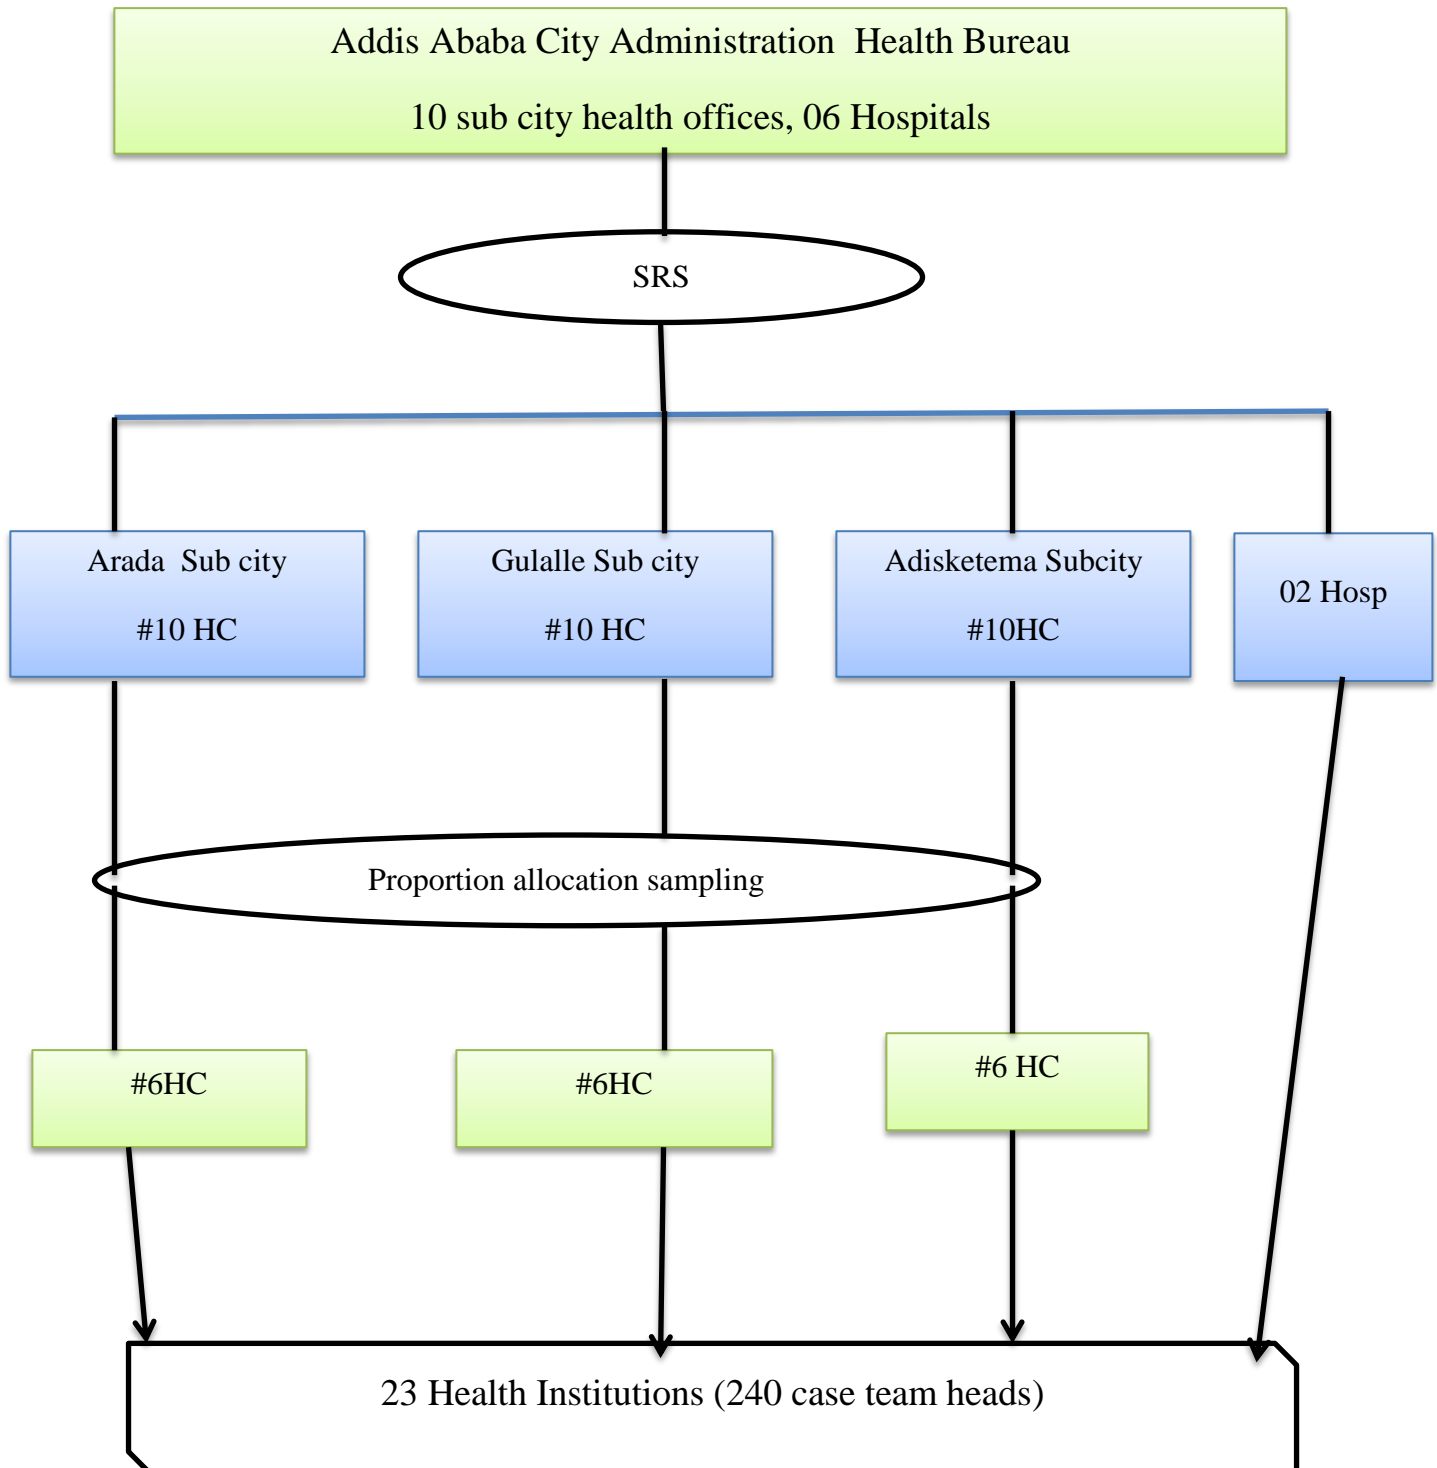 Addis Ababa City Administration  Health Bureau
10 sub city health offices, 06 Hospitals
SRS
Arada  Sub city
#10 HC
Gulalle Sub city
#10 HC
Adisketema Subcity
#10HC
02 Hosp
Proportion allocation sampling
#6HC
#6HC
#6 HC
23 Health Institutions (240 case team heads)